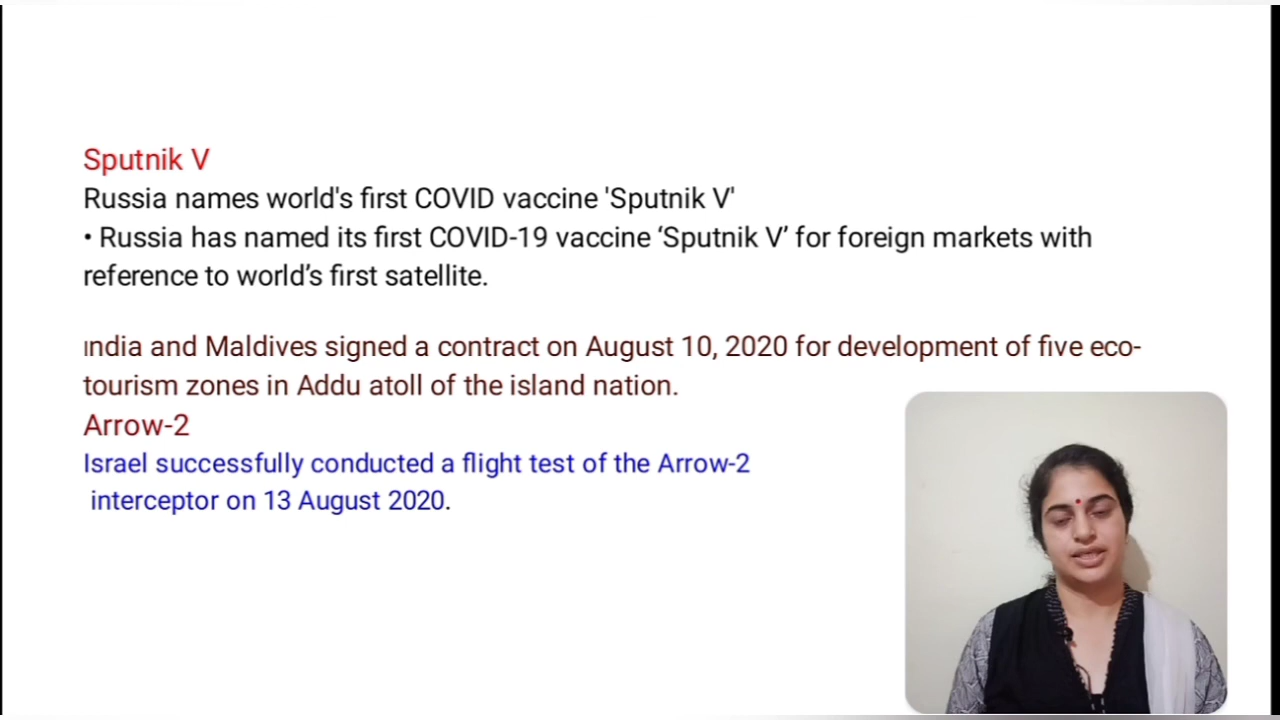 Sputnik V
Russia names world's first COVID vaccine 'Sputnik V'
• Russia has named its first COVID-19 vaccine ‘Sputnik V’ for foreign markets with
reference to world’s first satellite.
India and Maldives signed a contract on August 10, 2020 for development of five eco-
tourism zones in Addu atoll of the island nation.
Arrow-2
Israel successfully conducted a flight test of the Arrow-2
interceptor on 13 August 2020.